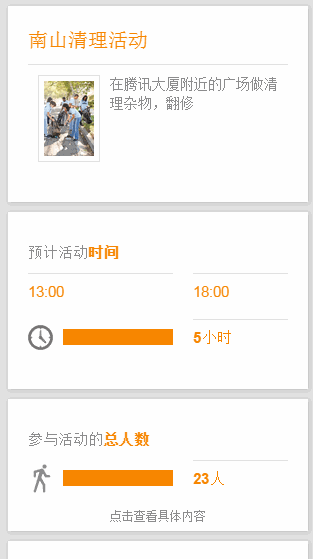 南山清理活动
在腾讯大厦附近的广场做清
理杂物，翻修
预计活动时间
13:00
18:00
5小时
参与活动的总人数
23人
点击查看具体内容